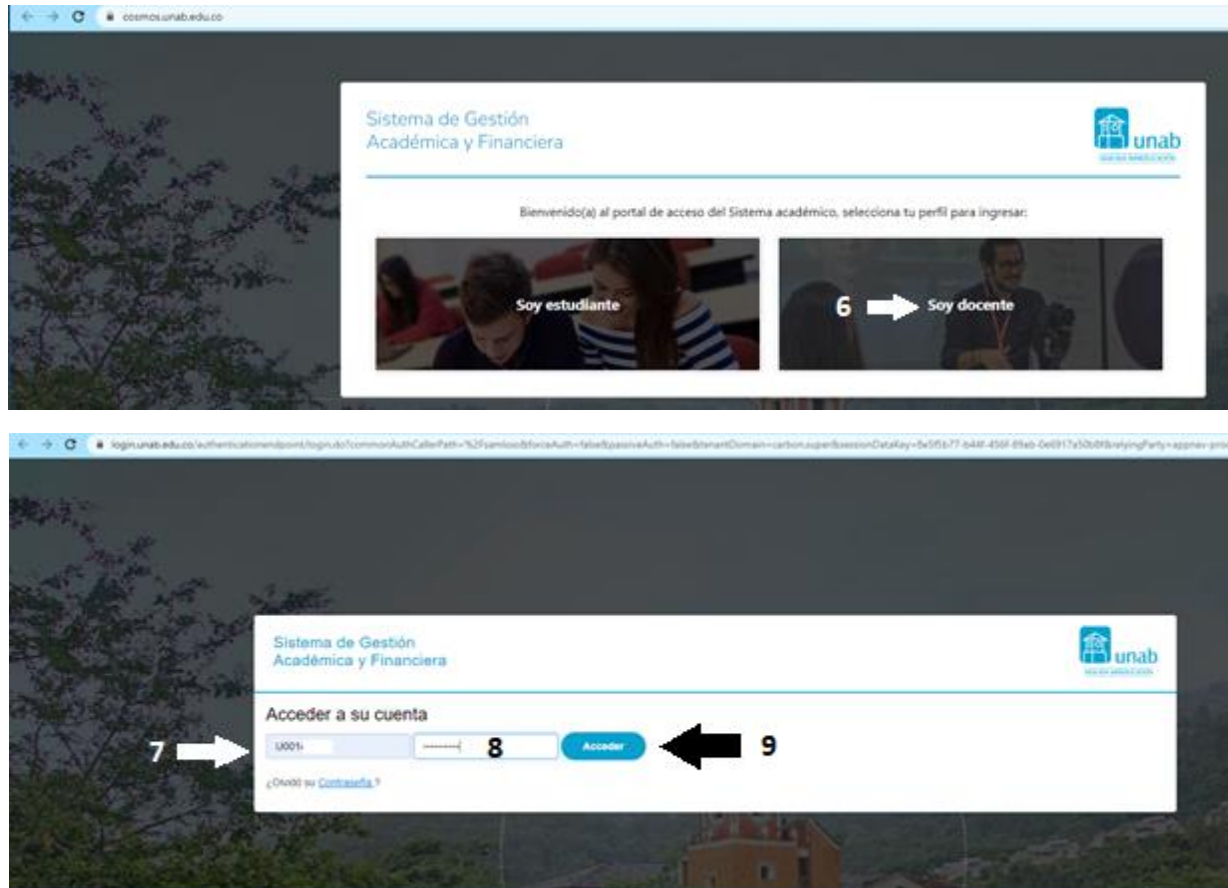 cosmos.unab.edu.co
Sistema de Gestión
Académica y Financiera
unab
Bienvenido(a) al portal de acceso del Sistema académico, selecciona tu perfil para ingresar:
Soy estudiante
6
Soy docente
Sistema de Gestión
Académica y Financiera
unab
Acceder a su cuenta
7
U001
8
Acceder
9
¿Olvidó su Contraseña ?